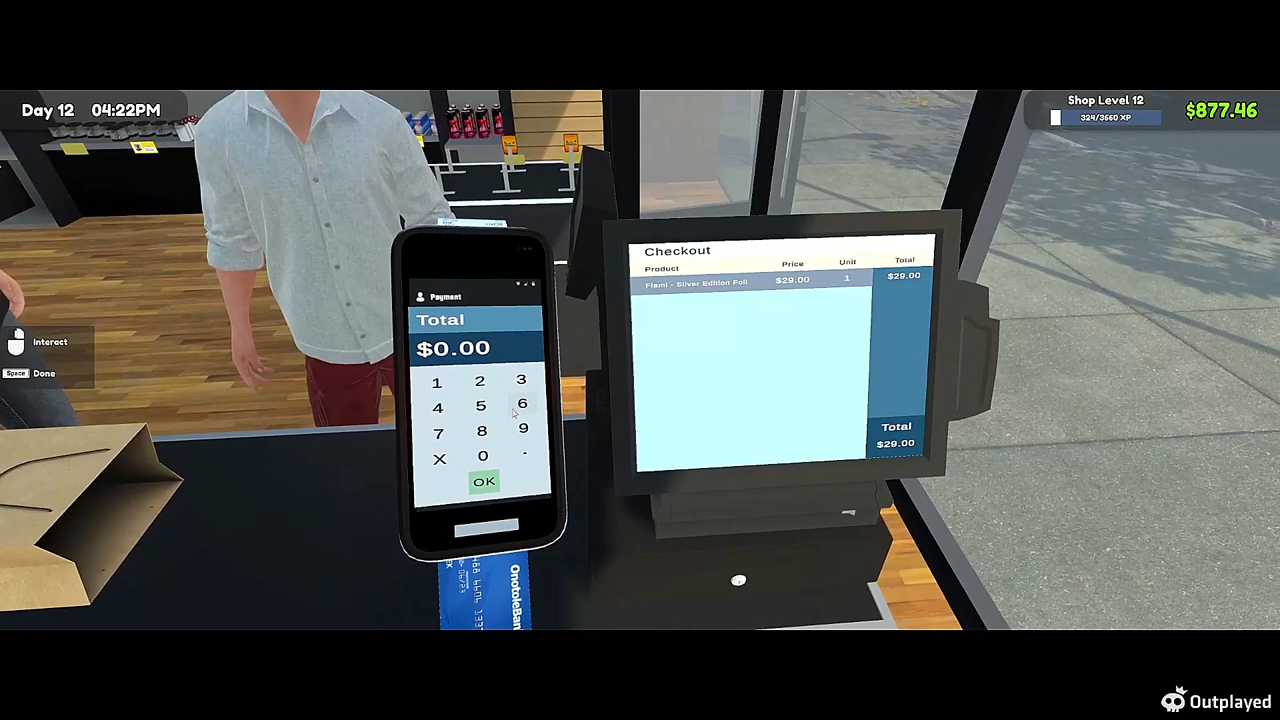 Day 12 04:22PM
Shop Level 12
324/3660 XP
$877.46
Interact
Space Done
Payment
Total
$0.00
1 2 3
4 5 6
7 8 9
X 0 .
OK
Checkout
Product Price Unit Total
Flami - Silver Edition Foil $29.00 1 $29.00
Total
$29.00
OnotoleBan
Outplayed